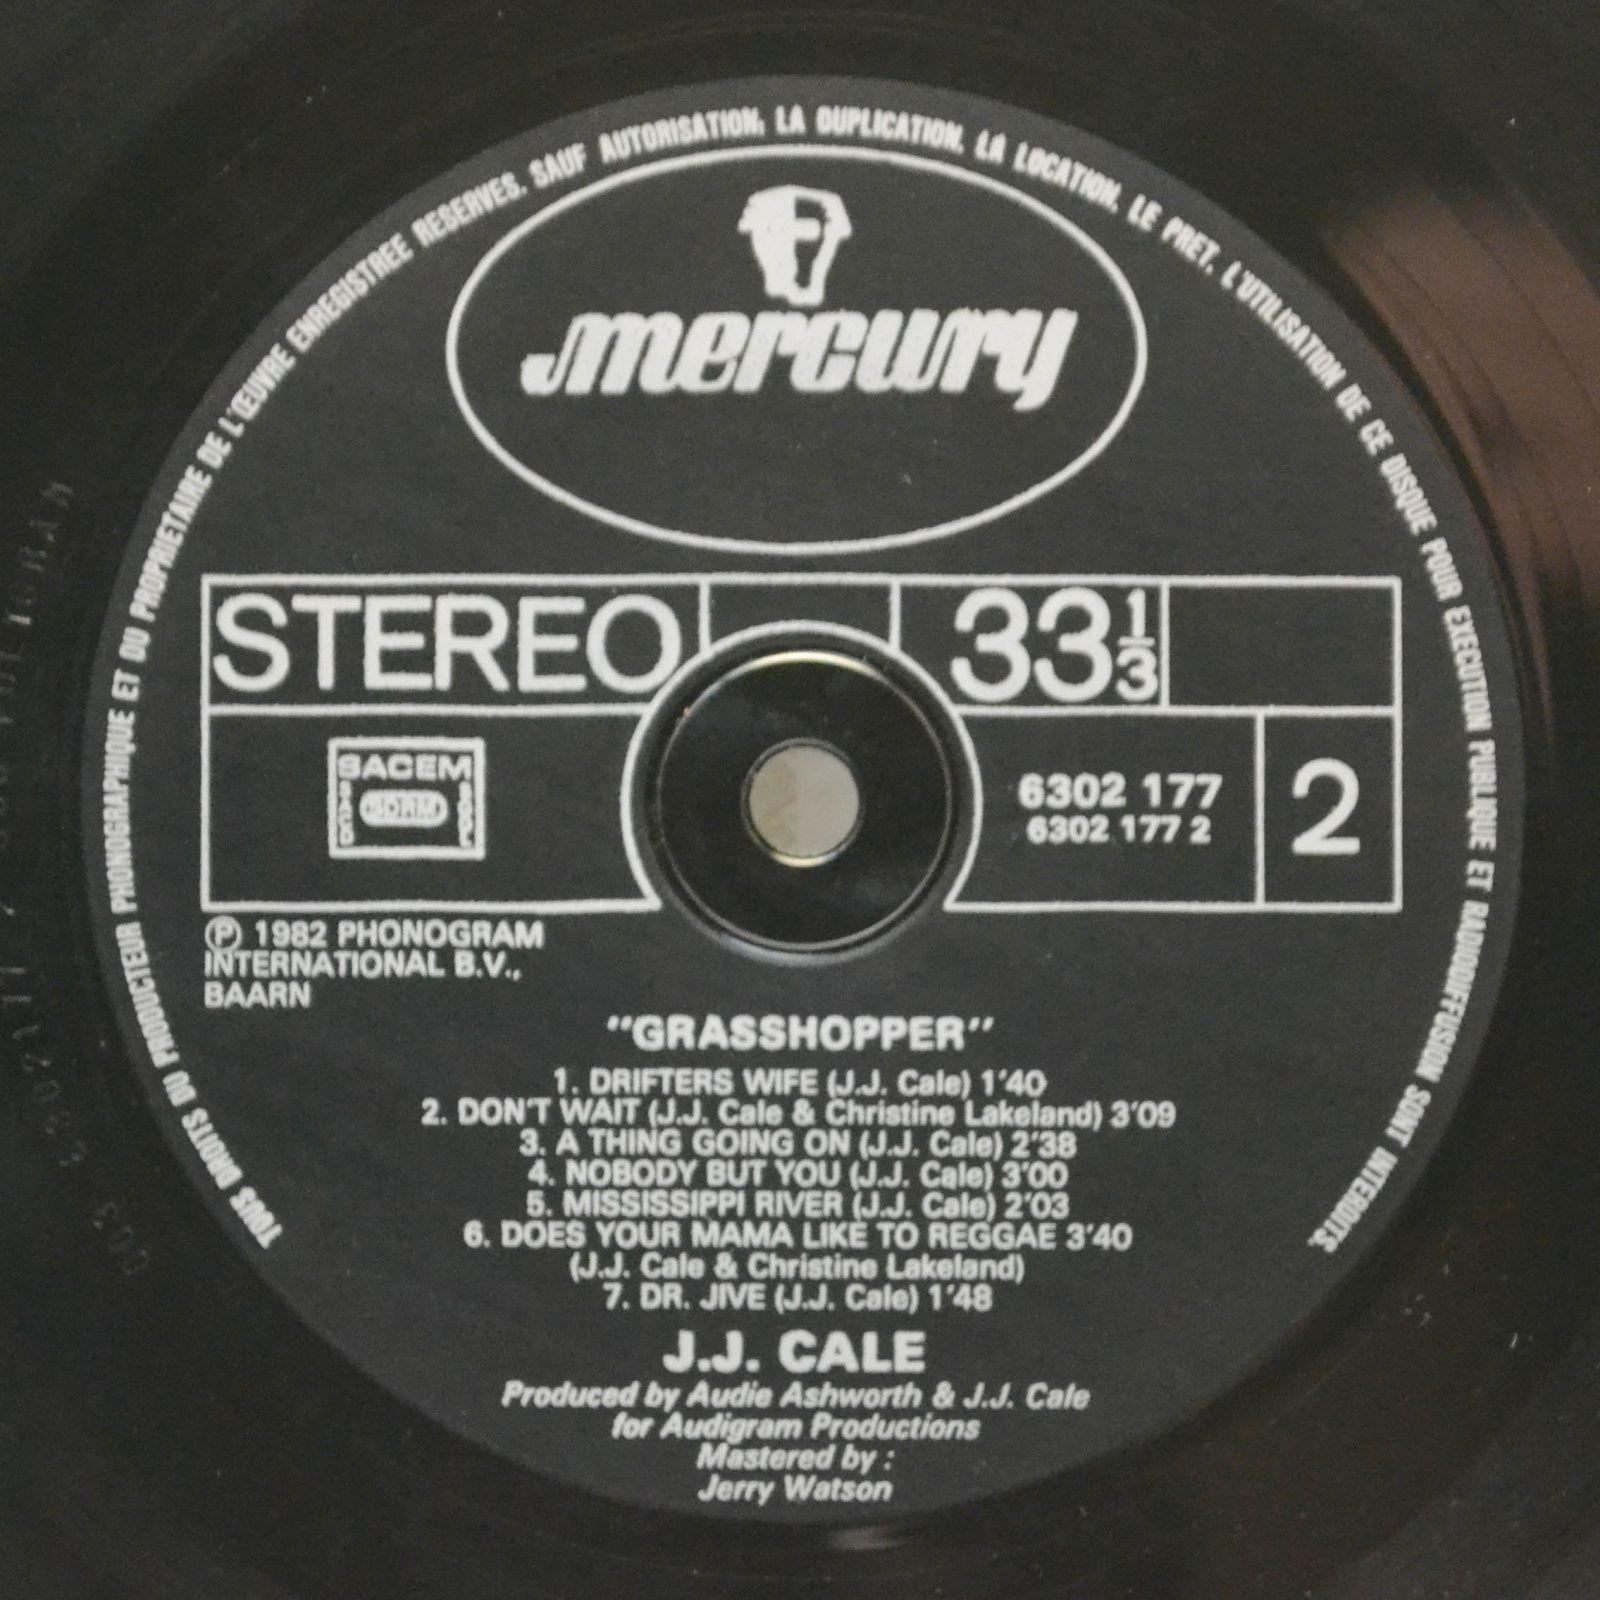 TOUS DROITS DU PRODUCTEUR PHONOGRAPHIQUE ET DU PROPRIETAIRE DE L'ŒUVRE ENREGISTREE RESERVES. SAUF AUTORISATION, LA DUPLICATION, LA LOCATION, LE PRET, L'UTILISATION DE CE DISQUE POUR EXECUTION PUBLIQUE ET RADIODIFFUSION SONT INTERDITS.
mercury
STEREO 33 1/3
SACEM
SACD SDRM SGDL
6302 177
6302 177 2
2
Ⓟ 1982 PHONOGRAM
INTERNATIONAL B.V.,
BAARN
"GRASSHOPPER"
1. DRIFTERS WIFE (J.J. Cale) 1'40
2. DON'T WAIT (J.J. Cale & Christine Lakeland) 3'09
3. A THING GOING ON (J.J. Cale) 2'38
4. NOBODY BUT YOU (J.J. Cale) 3'00
5. MISSISSIPPI RIVER (J.J. Cale) 2'03
6. DOES YOUR MAMA LIKE TO REGGAE 3'40
(J.J. Cale & Christine Lakeland)
7. DR. JIVE (J.J. Cale) 1'48
J.J. CALE
Produced by Audie Ashworth & J.J. Cale
for Audigram Productions
Mastered by :
Jerry Watson